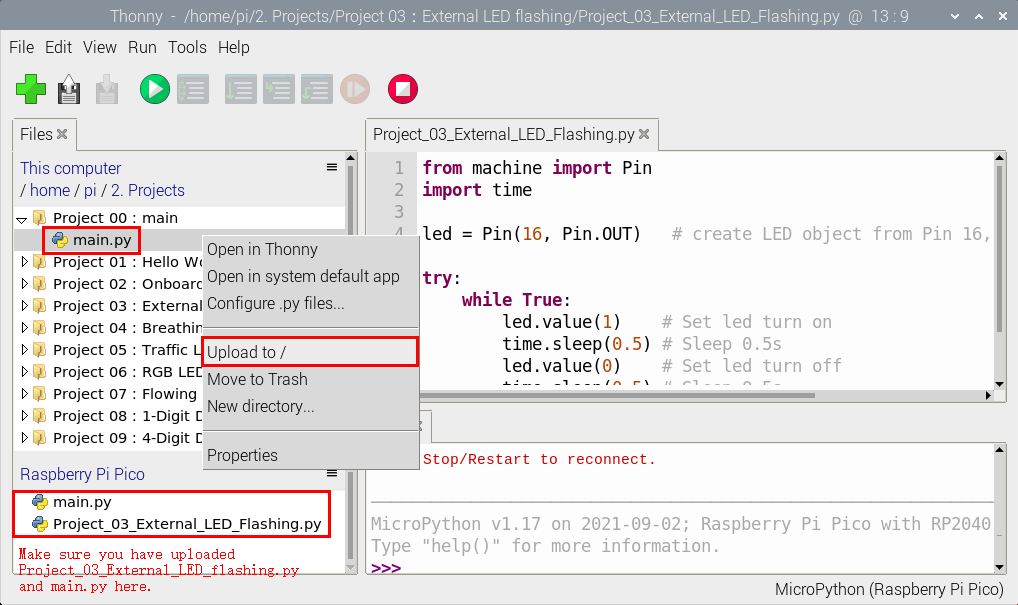 Thonny - /home/pi/2. Projects/Project 03 : External LED flashing/Project_03_External_LED_Flashing.py @ 13 : 9
File Edit View Run Tools Help
Files
Project_03_External_LED_Flashing.py
This computer
/ home / pi / 2. Projects
Project 00 : main
main.py
Project 01 : Hello Wo
Project 02 : Onboard
Project 03 : External
Project 04 : Breathin
Project 05 : Traffic L
Project 06 : RGB LED
Project 07 : Flowing
Project 08 : 1-Digit D
Project 09 : 4-Digit D
Open in Thonny
Open in system default app
Configure .py files...
Upload to /
Move to Trash
New directory...
Properties
1 from machine import Pin
2 import time
3
4 led = Pin(16, Pin.OUT) # create LED object from Pin 16,
try:
while True:
led.value(1) # Set led turn on
time.sleep(0.5) # Sleep 0.5s
led.value(0) # Set led turn off
time.sleep(0.5) # Sleep 0.5s
Raspberry Pi Pico
main.py
Project_03_External_LED_Flashing.py
Make sure you have uploaded
Project_03_External_LED_flashing.py
and main.py here.
Stop/Restart to reconnect.
MicroPython v1.17 on 2021-09-02; Raspberry Pi Pico with RP2040
Type "help()" for more information.
>>>
MicroPython (Raspberry Pi Pico)